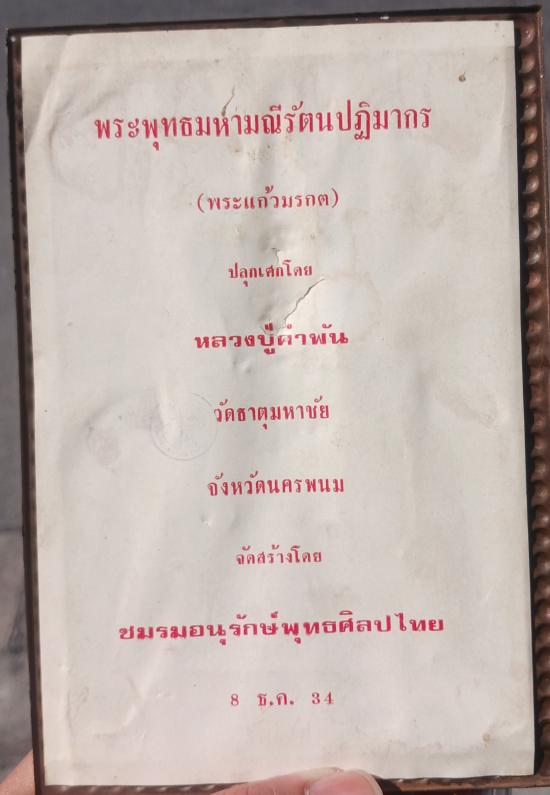 พระพุทธมหามณีรัตนปฏิมากร
(พระแก้วมรกต)
ปลุกเสกโดย
หลวงปู่คำพัน
วัดธาตุมหาชัย
จังหวัดนครพนม
จัดสร้างโดย
ชมรมอนุรักษ์พุทธศิลปไทย
8 ธ.ค. 34